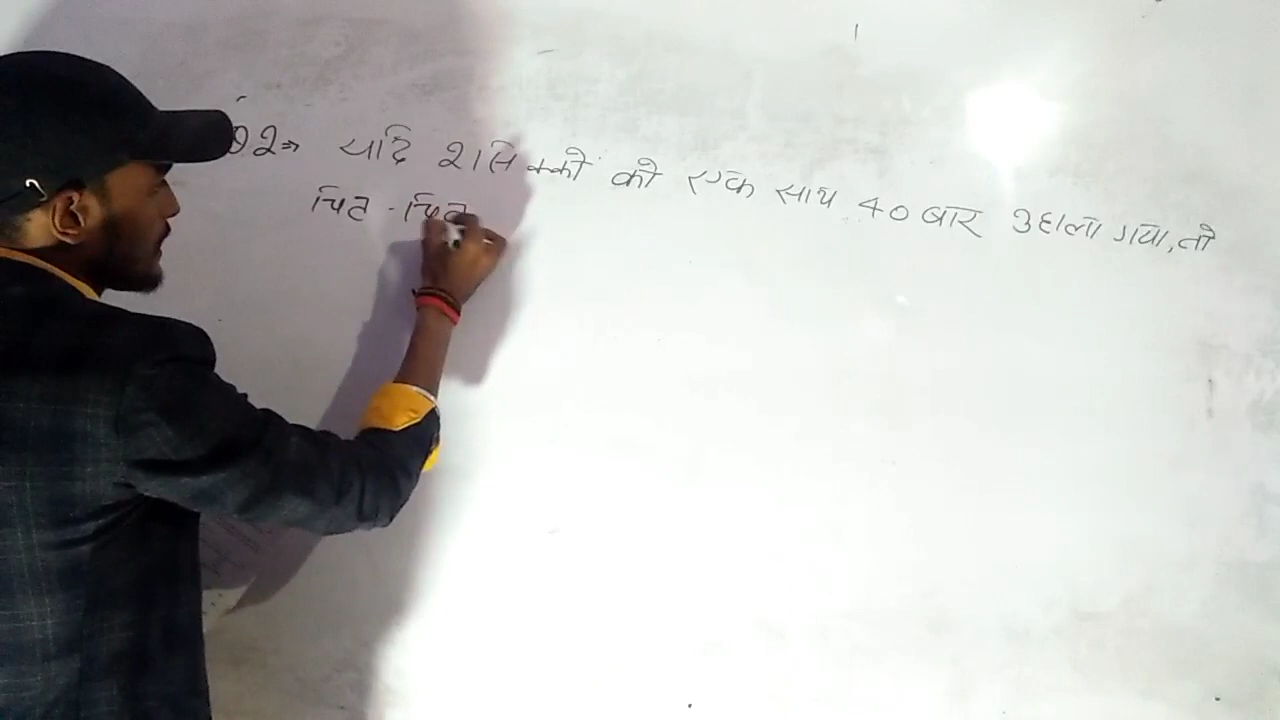 Q2⇒ यदि 2 सिक्को को एक साथ 40 बार उछाला गया, तो
चित - चित